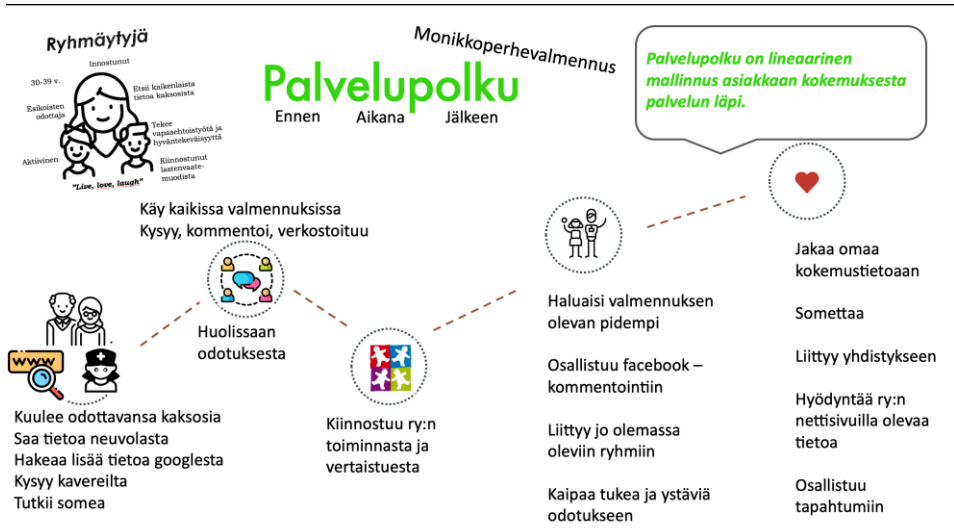 Ryhmäytyjä
Innostunut
30-39 v.
Etsii kaikenlaista
tietoa kaksosista
Esikoisten
odottaja
Tekee
vapaaehtoistyötä ja
hyväntekeväisyyttä
Aktiivinen
Kiinnostunut
lastenvaate-
muodista
"Live, love, laugh"
Monikkoperhevalmennus
Palvelupolku
Ennen Aikana Jälkeen
Palvelupolku on lineaarinen
mallinnus asiakkaan kokemuksesta
palvelun läpi.
Käy kaikissa valmennuksissa
Kysyy, kommentoi, verkostoituu
Huolissaan
odotuksesta
www
Kuulee odottavansa kaksosia
Saa tietoa neuvolasta
Hakeaa lisää tietoa googlesta
Kysyy kavereilta
Tutkii somea
Kiinnostuu ry:n
toiminnasta ja
vertaistuesta
Haluaisi valmennuksen
olevan pidempi
Osallistuu facebook –
kommentointiin
Liittyy jo olemassa
oleviin ryhmiin
Kaipaa tukea ja ystäviä
odotukseen
Jakaa omaa
kokemustietoaan
Somettaa
Liittyy yhdistykseen
Hyödyntää ry:n
nettisivuilla olevaa
tietoa
Osallistuu
tapahtumiin